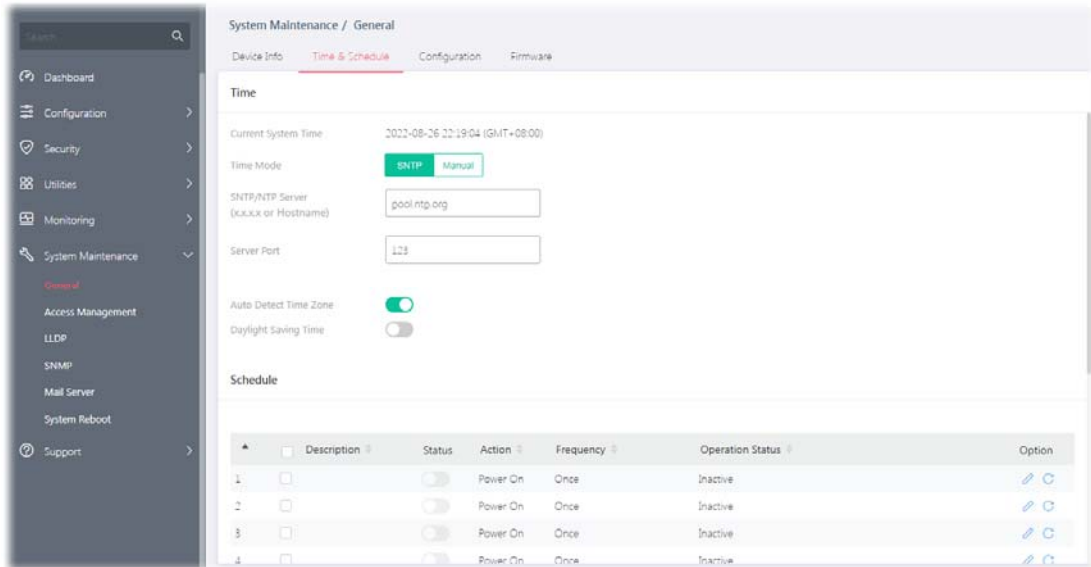 Search
Dashboard
Configuration
Security
Utilities
Monitoring
System Maintenance
General
Access Management
LLDP
SNMP
Mail Server
System Reboot
Support
System Maintenance / General
Device Info Time & Schedule Configuration Firmware
Time
Current System Time 2022-08-26 22:19:04 (GMT+08:00)
Time Mode SNTP Manual
SNTP/NTP Server
(x.x.x.x or Hostname) pool.ntp.org
Server Port 123
Auto Detect Time Zone
Daylight Saving Time
Schedule
Description Status Action Frequency Operation Status Option
1 Power On Once Inactive
2 Power On Once Inactive
3 Power On Once Inactive
4 Power On Once Inactive